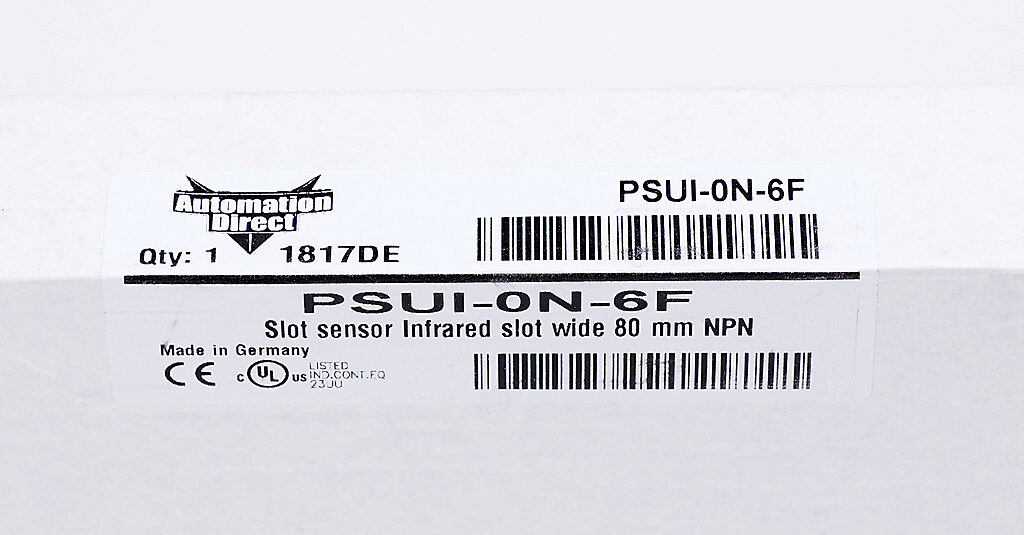 Automation
Direct
PSUI-0N-6F
Qty: 1 1817DE
PSUI-0N-6F
Slot sensor Infrared slot wide 80 mm NPN
Made in Germany
CE c UL us LISTED
IND.CONT.EQ
23JU